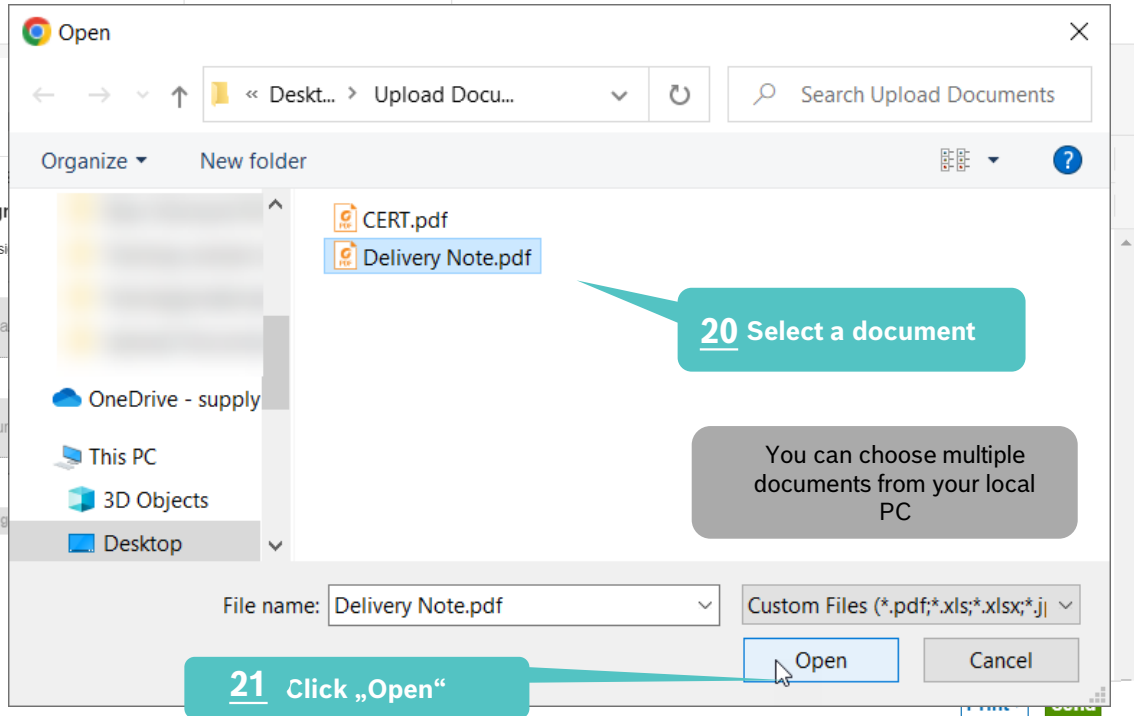 Open
« Deskt... > Upload Docu...
Search Upload Documents
Organize
New folder
?
CERT.pdf
Delivery Note.pdf
20 Select a document
OneDrive - supply
This PC
You can choose multiple
documents from your local
PC
3D Objects
Desktop
File name:
Delivery Note.pdf
Custom Files (*.pdf;*.xls;*.xlsx;*.j
Open
Cancel
21 Click „Open“
Print
Send